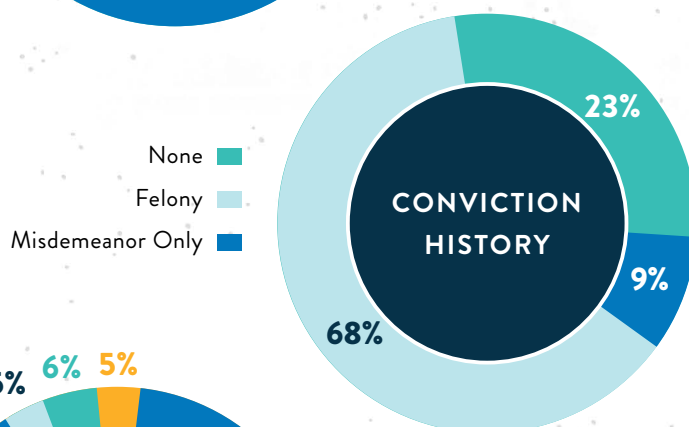 23%
None
Felony
Misdemeanor Only
CONVICTION
HISTORY
9%
68%
6%
5%